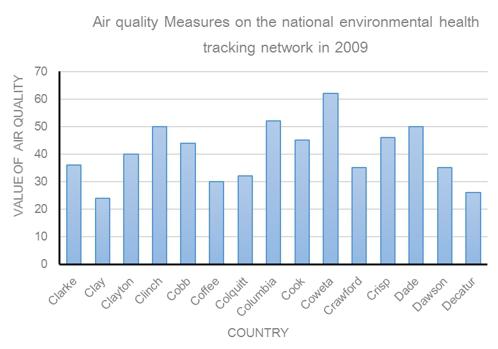 Air quality Measures on the national environmental health
tracking network in 2009
VALUE OF AIR QUALITY
70
60
50
40
30
20
10
0
Clarke
Clay
Clayton
Clinch
Cobb
Coffee
Colquitt
Columbia
Cook
Coweta
Crawford
Crisp
Dade
Dawson
Decatur
COUNTRY